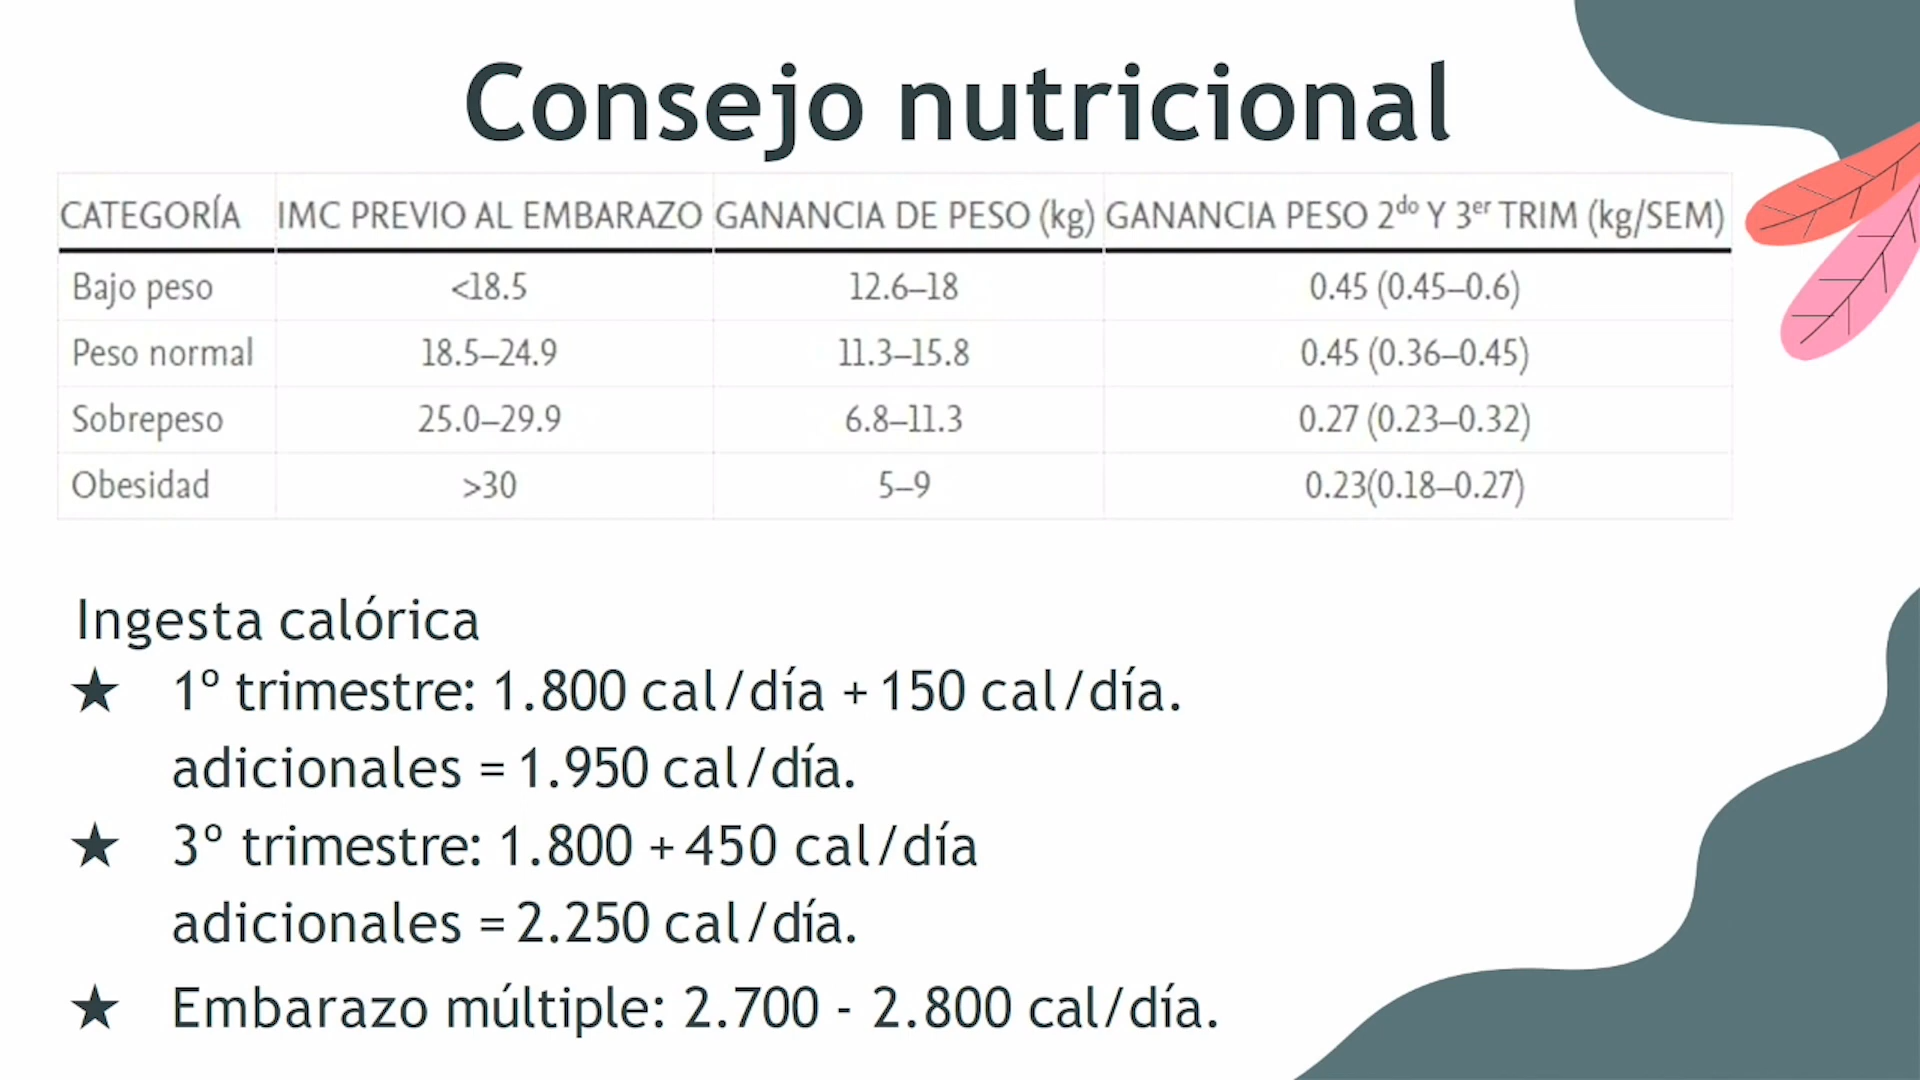 Consejo nutricional
CATEGORÍA IMC PREVIO AL EMBARAZO GANANCIA DE PESO (kg) GANANCIA PESO 2do Y 3er TRIM (kg/SEM)
Bajo peso <18.5 12.6–18 0.45 (0.45–0.6)
Peso normal 18.5–24.9 11.3–15.8 0.45 (0.36–0.45)
Sobrepeso 25.0–29.9 6.8–11.3 0.27 (0.23–0.32)
Obesidad >30 5–9 0.23(0.18–0.27)
Ingesta calórica
★ 1º trimestre: 1.800 cal/día + 150 cal/día.
adicionales = 1.950 cal/día.
★ 3º trimestre: 1.800 + 450 cal/día
adicionales = 2.250 cal/día.
★ Embarazo múltiple: 2.700 - 2.800 cal/día.